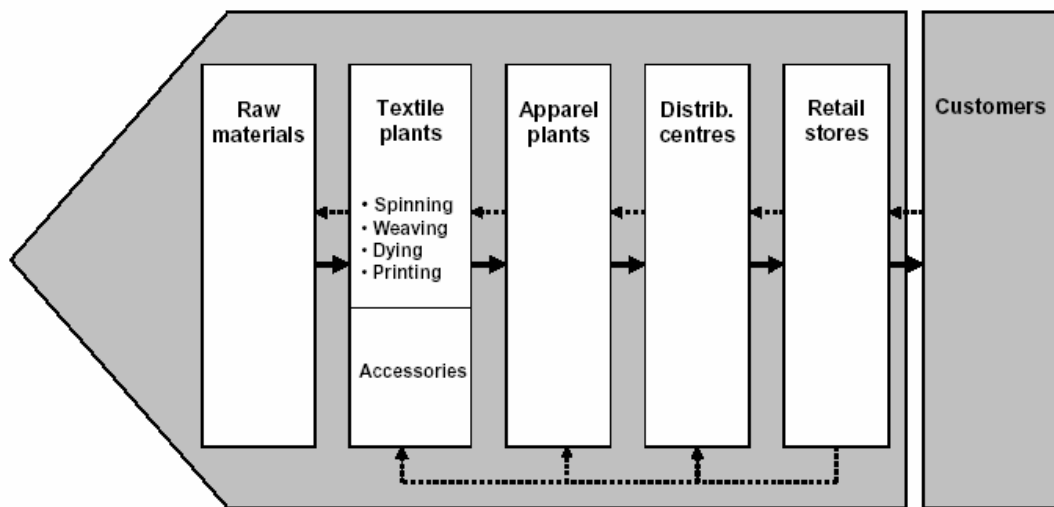 Raw
materials
Textile
plants
• Spinning
• Weaving
• Dying
• Printing
Accessories
Apparel
plants
Distrib.
centres
Retail
stores
Customers